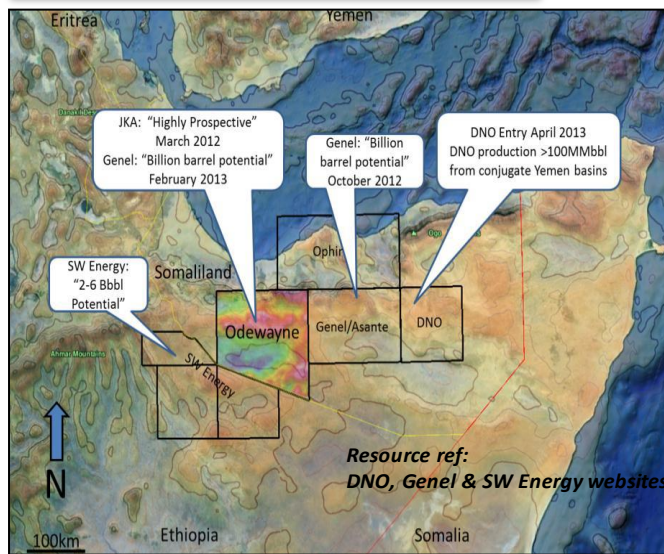 Eritrea
Yemen
JKA: “Highly Prospective”
March 2012
Genel: “Billion barrel potential”
February 2013
Genel: “Billion
barrel potential”
October 2012
DNO Entry April 2013
DNO production >100MMbbl
from conjugate Yemen basins
SW Energy:
“2-6 Bbbl
Potential”
Somaliland
Ophir
Odewayne
Genel/Asante
DNO
Ahmar Mountains
SW Energy
N
Resource ref:
DNO, Genel & SW Energy websites
100km
Ethiopia
Somalia